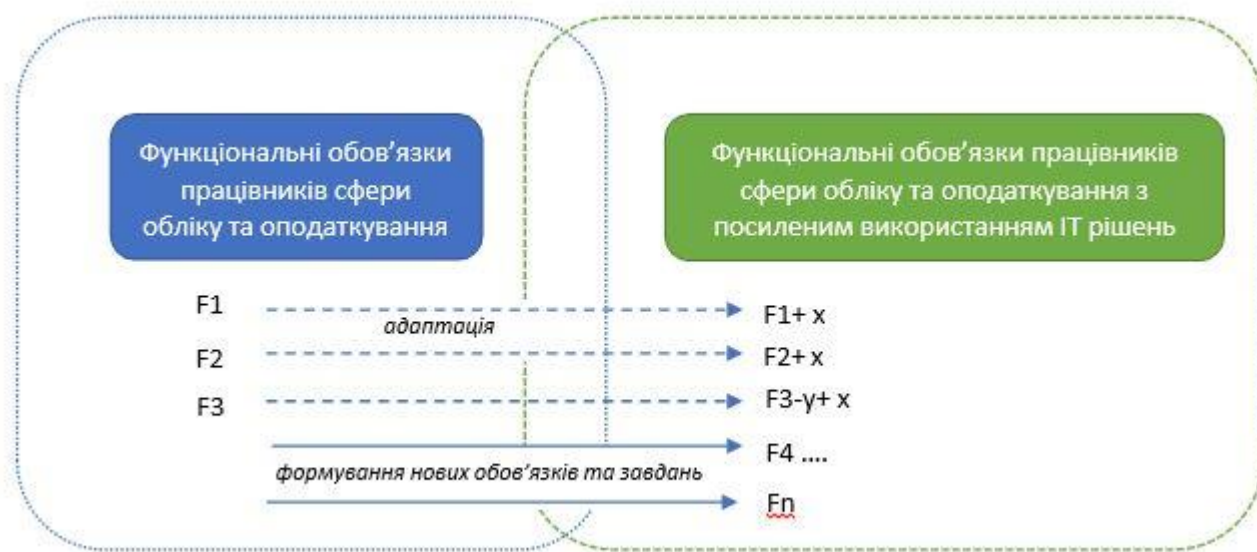 Функціональні обов’язки
працівників сфери
обліку та оподаткування
Функціональні обов’язки працівників
сфери обліку та оподаткування з
посиленим використанням ІТ рішень
F1
адаптація
F1+ x
F2
F2+ x
F3
F3-y+ x
F4 ....
формування нових обов’язків та завдань
Fn